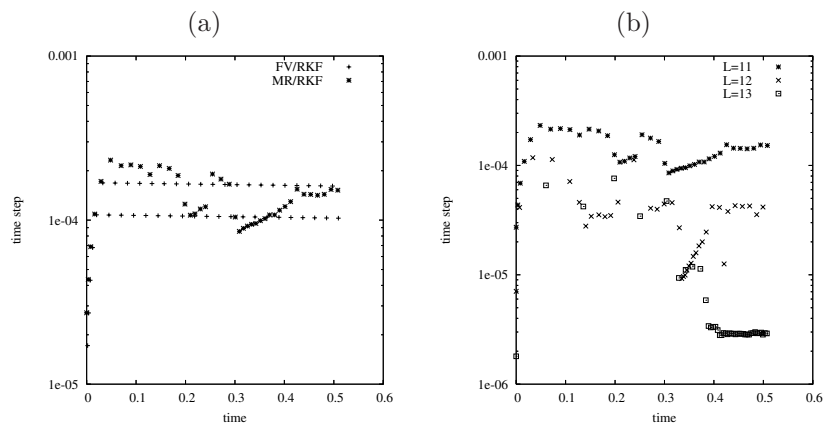 (a)
0.001
1e-04
1e-05
time step
FV/RKF
MR/RKF
0
0.1
0.2
0.3
0.4
0.5
0.6
time
(b)
0.001
1e-04
1e-05
1e-06
time step
L=11
L=12
L=13
0
0.1
0.2
0.3
0.4
0.5
0.6
time